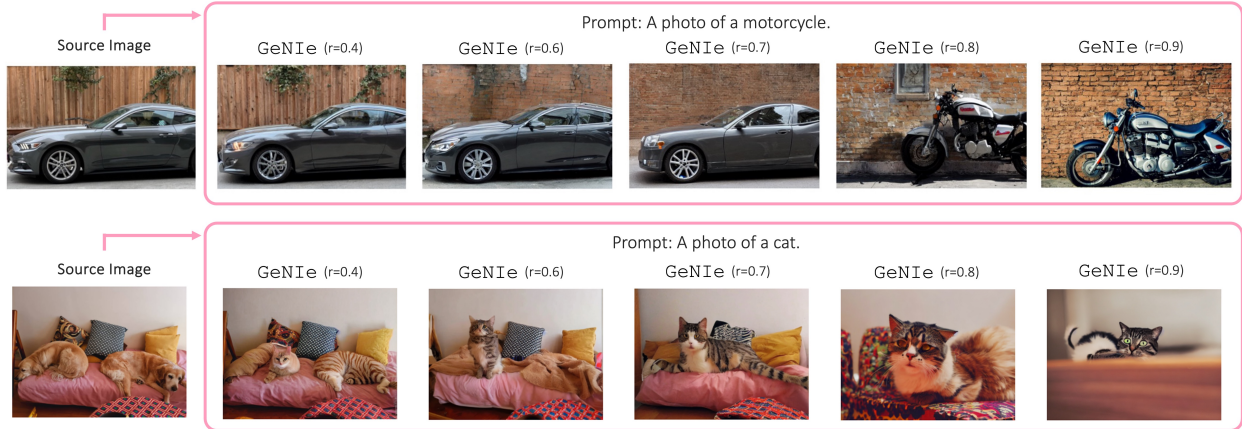 Prompt: A photo of a motorcycle.
Source Image GeNIe (r=0.4) GeNIe (r=0.6) GeNIe (r=0.7) GeNIe (r=0.8) GeNIe (r=0.9)
Prompt: A photo of a cat.
Source Image GeNIe (r=0.4) GeNIe (r=0.6) GeNIe (r=0.7) GeNIe (r=0.8) GeNIe (r=0.9)